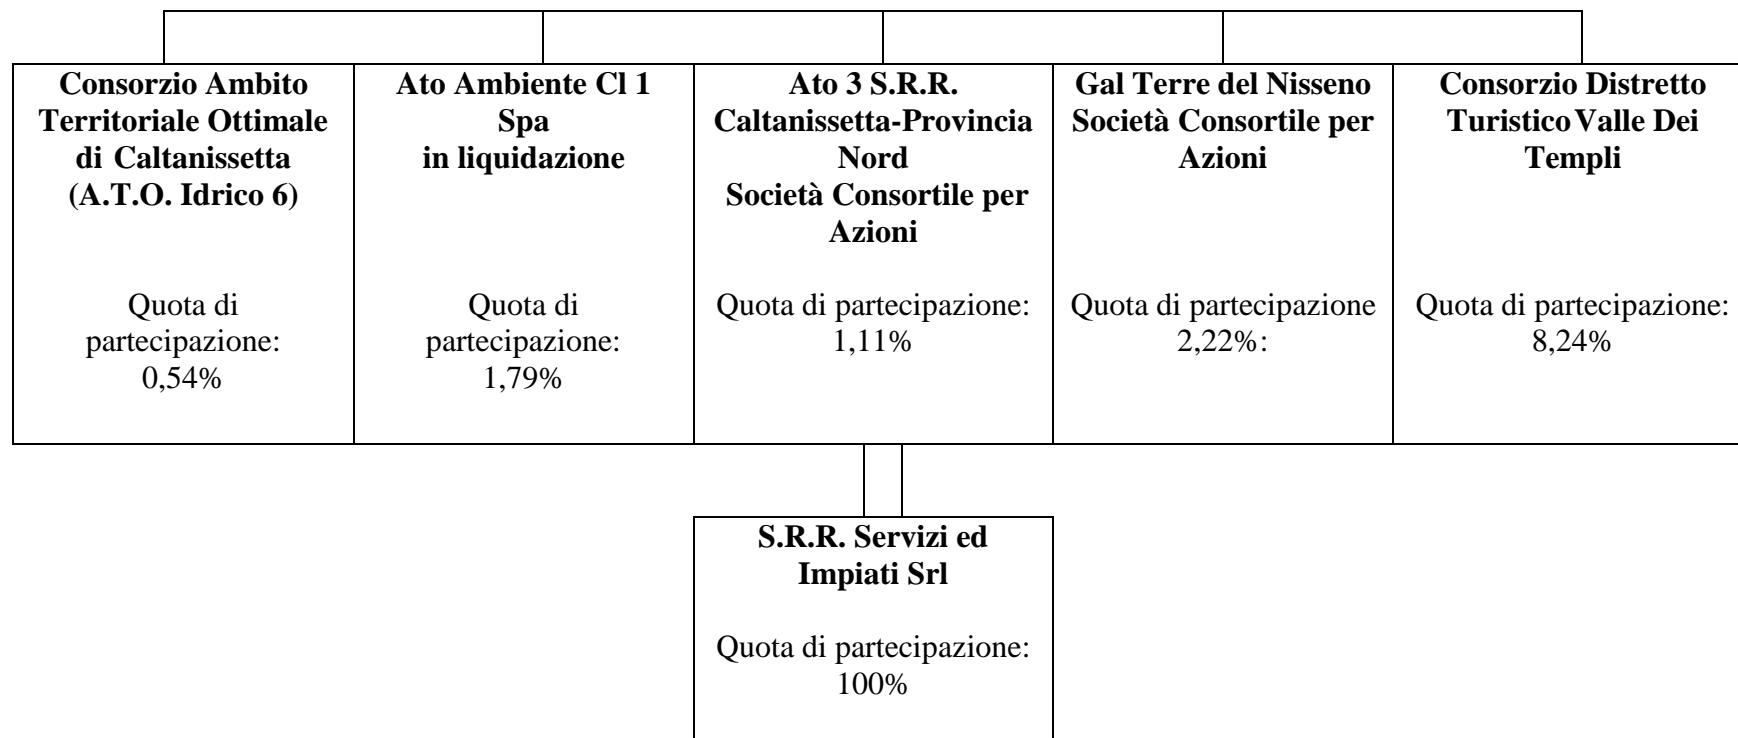 Consorzio Ambito
Territoriale Ottimale
di Caltanissetta
(A.T.O. Idrico 6)
Quota di
partecipazione:
0,54%
Ato Ambiente Cl 1
Spa
in liquidazione
Quota di
partecipazione:
1,79%
Ato 3 S.R.R.
Caltanissetta-Provincia
Nord
Società Consortile per
Azioni
Quota di partecipazione:
1,11%
Gal Terre del Nisseno
Società Consortile per
Azioni
Quota di partecipazione
2,22%:
Consorzio Distretto
Turistico Valle Dei
Templi
Quota di partecipazione:
8,24%
S.R.R. Servizi ed
Impiati Srl
Quota di partecipazione:
100%